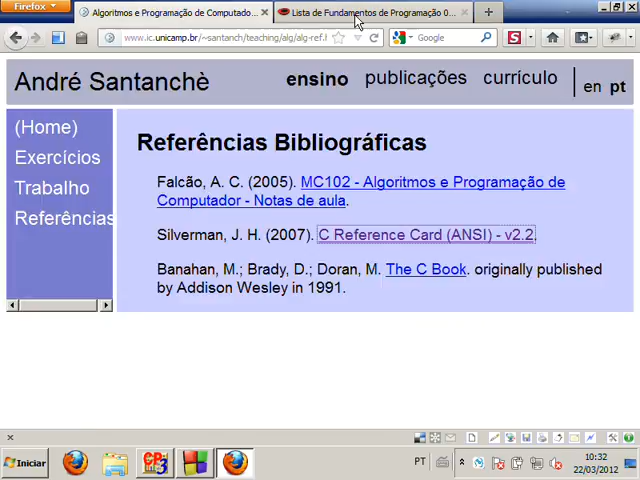 Firefox
Algoritmos e Programação de Computado...
Lista de Fundamentos de Programação 0...
www.ic.unicamp.br/~santanch/teaching/alg/alg-ref.h
Google
André Santanchè
ensino publicações currículo en pt
(Home)
Exercícios
Trabalho
Referências
Referências Bibliográficas
Falcão, A. C. (2005). MC102 - Algoritmos e Programação de
Computador - Notas de aula.
Silverman, J. H. (2007). C Reference Card (ANSI) - v2.2.
Banahan, M.; Brady, D.; Doran, M. The C Book. originally published
by Addison Wesley in 1991.
Iniciar
PT
10:32
22/03/2012